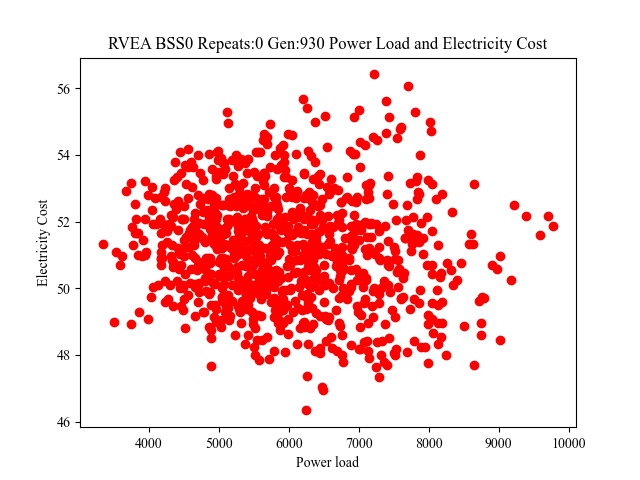 RVEA BSS0 Repeats:0 Gen:930 Power Load and Electricity Cost
56
54
52
50
48
46
Electricity Cost
4000 5000 6000 7000 8000 9000 10000
Power load